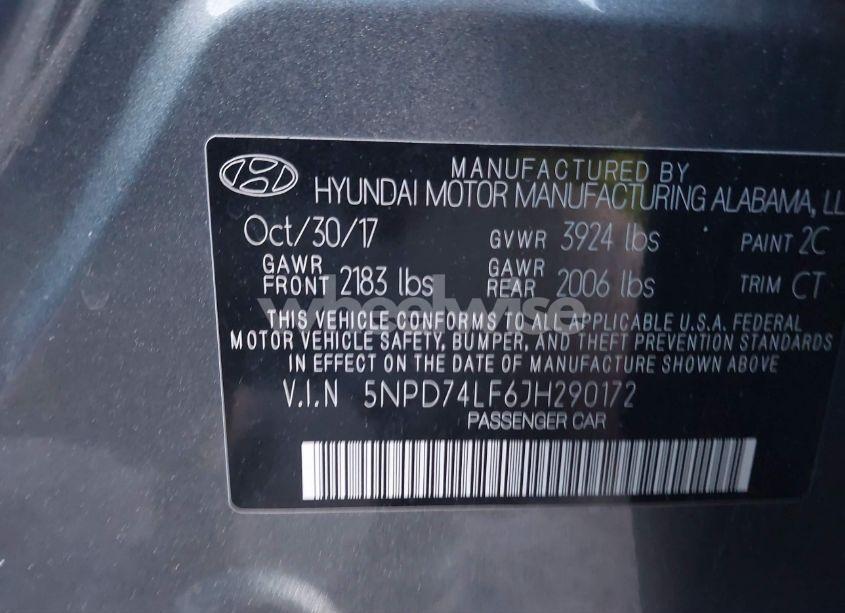 MANUFACTURED BY
HYUNDAI MOTOR MANUFACTURING ALABAMA, LL
Oct/30/17 GVWR 3924 lbs PAINT 2C
GAWR FRONT 2183 lbs GAWR REAR 2006 lbs TRIM CT
wheelwise
THIS VEHICLE CONFORMS TO ALL APPLICABLE U.S.A. FEDERAL
MOTOR VEHICLE SAFETY, BUMPER, AND THEFT PREVENTION STANDARDS
IN EFFECT ON THE DATE OF MANUFACTURE SHOWN ABOVE
V.I.N 5NPD74LF6JH290172
PASSENGER CAR